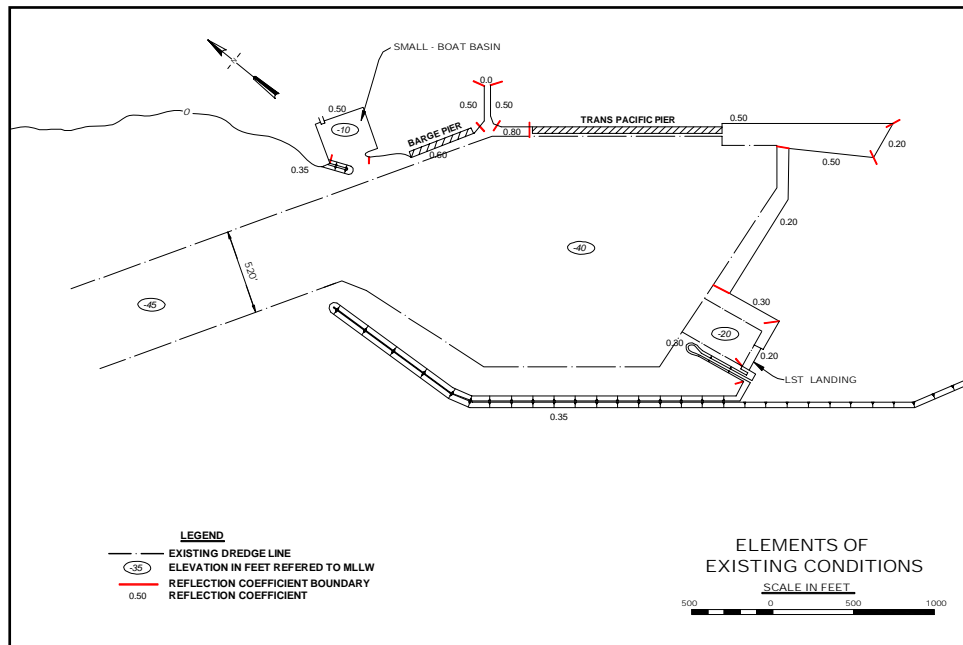 SMALL - BOAT BASIN
N
0.0
0
0.50
0.50
0.50
-10
BARGE PIER
0.80
TRANS PACIFIC PIER
0.50
0.20
0.50
0.60
0.35
0.20
-40
520'
-45
0.30
-20
0.30
0.20
LST LANDING
0.35
LEGEND
EXISTING DREDGE LINE
-35 ELEVATION IN FEET REFERED TO MLLW
REFLECTION COEFFICIENT BOUNDARY
0.50 REFLECTION COEFFICIENT
ELEMENTS OF
EXISTING CONDITIONS
SCALE IN FEET
500 0 500 1000